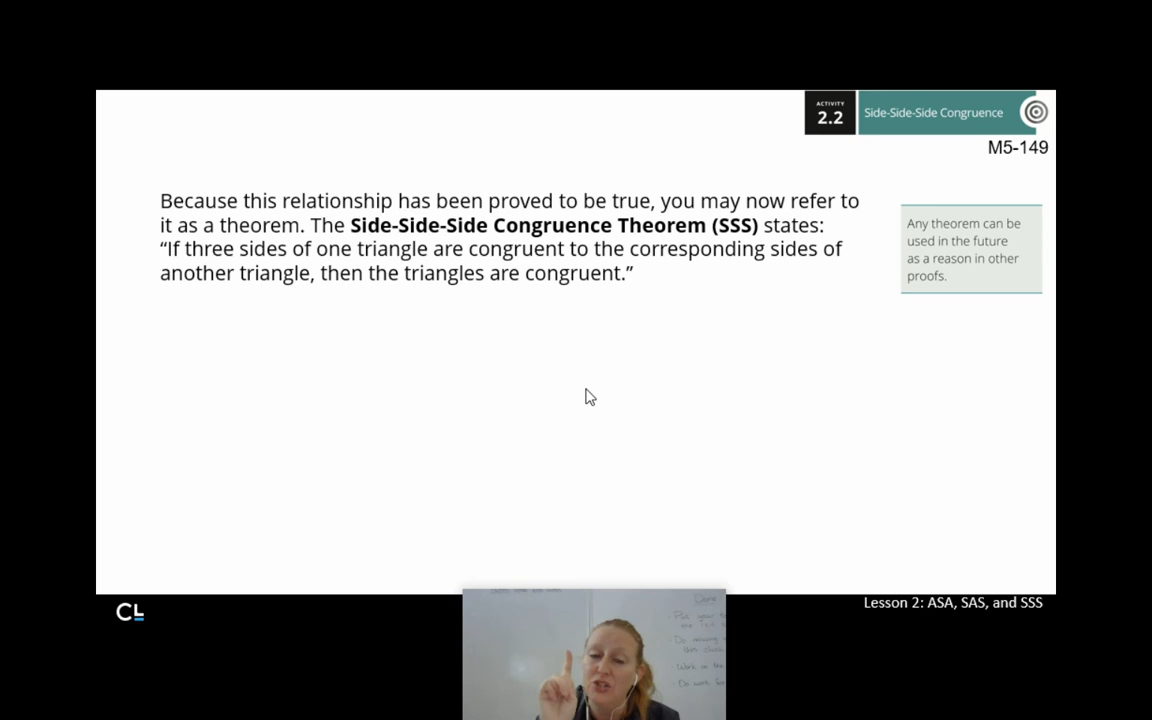 ACTIVITY
2.2
Side-Side-Side Congruence
M5-149
Because this relationship has been proved to be true, you may now refer to
it as a theorem. The Side-Side-Side Congruence Theorem (SSS) states:
“If three sides of one triangle are congruent to the corresponding sides of
another triangle, then the triangles are congruent.”
Any theorem can be
used in the future
as a reason in other
proofs.
CL
Lesson 2: ASA, SAS, and SSS